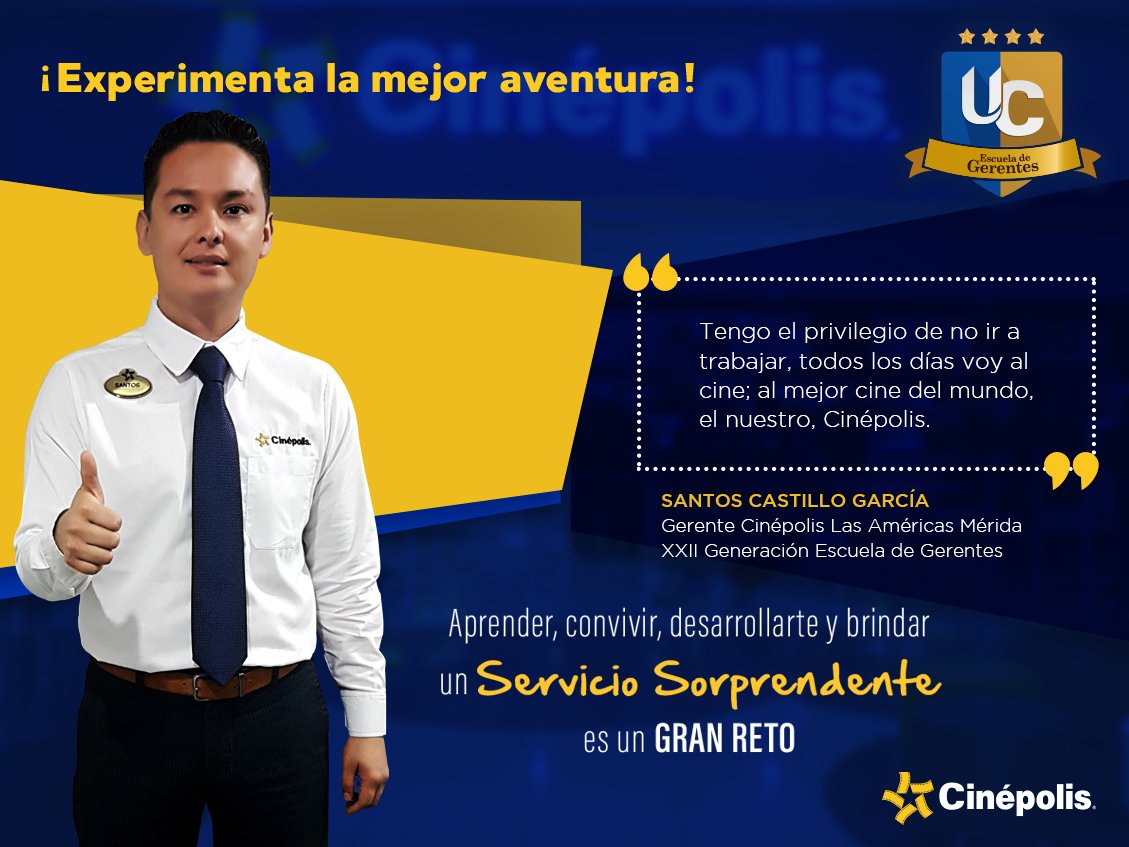 ¡Experimenta la mejor aventura!
Cinépolis.
UC
Escuela de
Gerentes
SANTOS
Cinépolis.
Tengo el privilegio de no ir a
trabajar, todos los días voy al
cine; al mejor cine del mundo,
el nuestro, Cinépolis.
SANTOS CASTILLO GARCÍA
Gerente Cinépolis Las Américas Mérida
XXII Generación Escuela de Gerentes
Aprender, convivir, desarrollarte y brindar
un Servicio Sorprendente
es un GRAN RETO
Cinépolis.